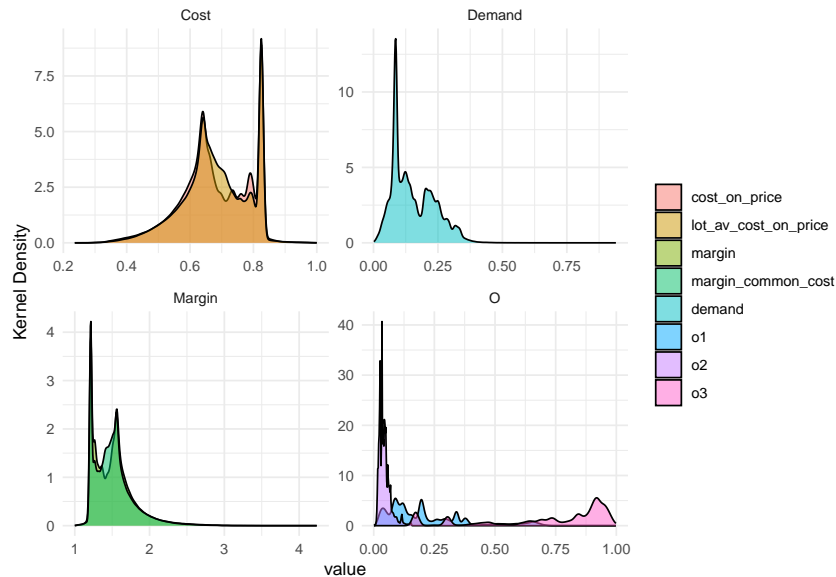 Cost
Demand
7.5
5.0
2.5
0.0
0.2 0.4 0.6 0.8 1.0
10
5
0
0.00 0.25 0.50 0.75
Margin
O
4
3
2
1
0
1 2 3 4
40
30
20
10
0
0.00 0.25 0.50 0.75 1.00
Kernel Density
value
cost_on_price
lot_av_cost_on_price
margin
margin_common_cost
demand
o1
o2
o3